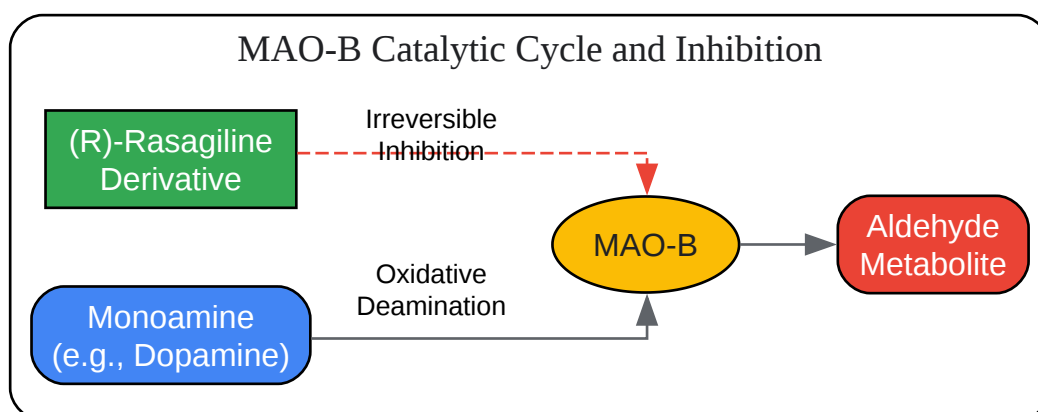 MAO-B Catalytic Cycle and Inhibition
(R)-Rasagiline
Derivative
Irreversible
Inhibition
MAO-B
Aldehyde
Metabolite
Oxidative
Deamination
Monoamine
(e.g., Dopamine)